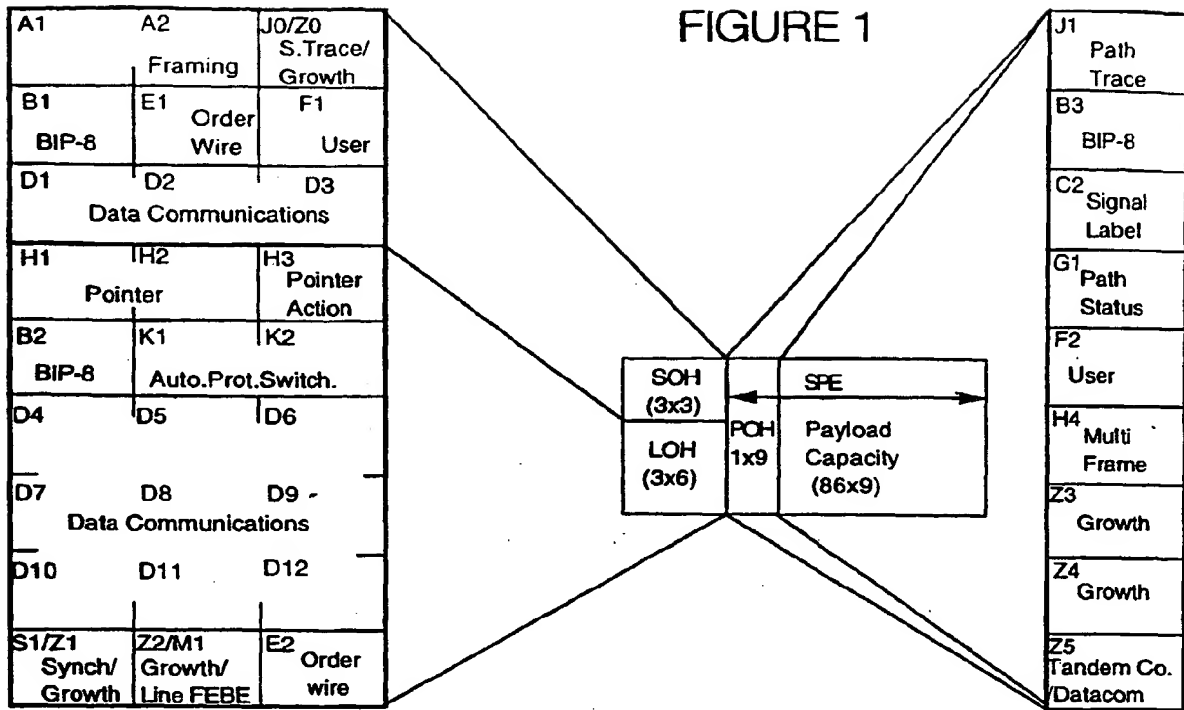 FIGURE 1
A1 A2 J0/Z0
S.Trace/
Framing Growth
B1 E1 F1
Order
BIP-8 Wire User
D1 D2 D3
Data Communications
H1 H2 H3
Pointer Pointer
Action
B2 K1 K2
BIP-8 Auto.Prot.Switch.
D4 D5 D6
D7 D8 D9
Data Communications
D10 D11 D12
S1/Z1 Z2/M1 E2
Synch/ Growth/ Order
Growth Line FEBE wire
SOH
(3x3)
LOH
(3x6)
POH
1x9
SPE
Payload
Capacity
(86x9)
J1
Path
Trace
B3
BIP-8
C2
Signal
Label
G1
Path
Status
F2
User
H4
Multi
Frame
Z3
Growth
Z4
Growth
Z5
Tandem Co.
/Datacom